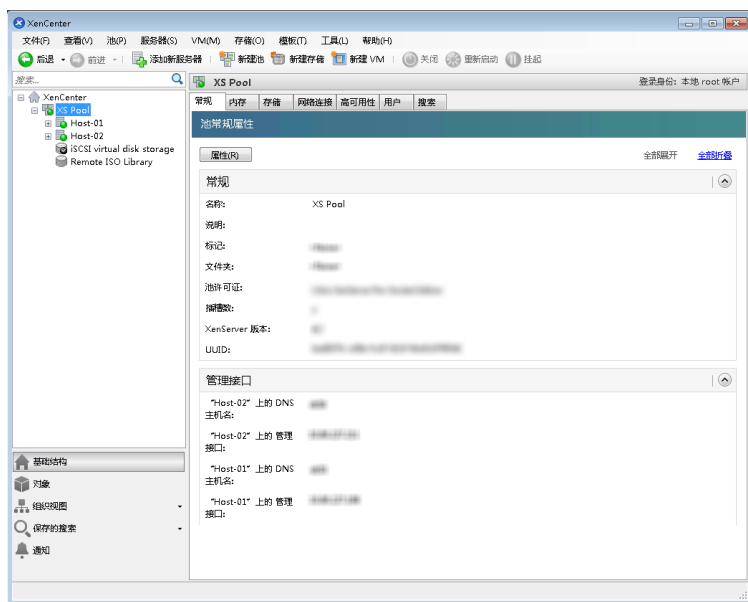 XenCenter
文件(F) 查看(V) 池(P) 服务器(S) VM(M) 存储(O) 模板(T) 工具(L) 帮助(H)
后退 前进 添加新服务器 新建池 新建存储 新建 VM 关闭 重新启动 挂起
搜索...
XS Pool
登录身份: 本地 root 帐户
XenCenter
XS Pool
Host-01
Host-02
iSCSI virtual disk storage
Remote ISO Library
常规 内存 存储 网络连接 高可用性 用户 搜索
池常规属性
属性(R)
全部展开 全部折叠
常规
名称: XS Pool
说明:
标记:
文件夹:
池许可证:
插槽数:
XenServer 版本:
UUID:
管理接口
“Host-02” 上的 DNS
主机名:
“Host-02” 上的 管理
接口:
“Host-01” 上的 DNS
主机名:
“Host-01” 上的 管理
接口:
基础结构
对象
组织视图
保存的搜索
通知